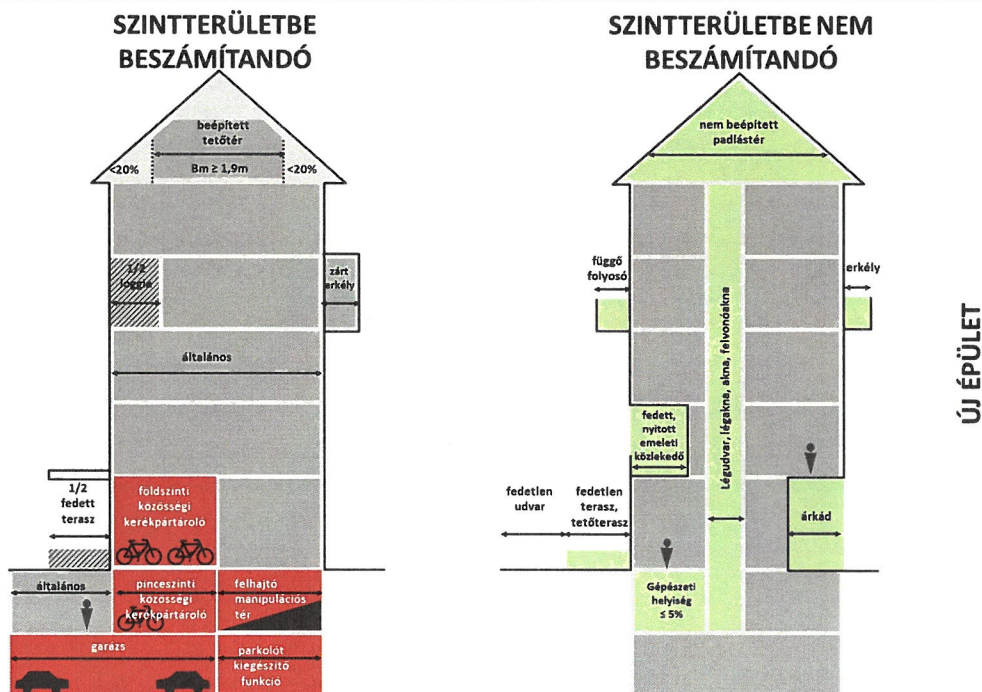 SZINTTERÜLETBE
BESZÁMÍTANDÓ
beépített
tetőtér
<20%
Bm ≥ 1,9m
<20%
1/2
loggia
zárt
erkély
általános
1/2
fedett
terasz
földszinti
közösségi
kerékpártároló
általános
pinceszinti
közösségi
kerékpártároló
felhajtó
manipulációs
tér
garázs
parkolót
kiegészítő
funkció
SZINTTERÜLETBE NEM
BESZÁMÍTANDÓ
nem beépített
padlástér
függő
folyosó
erkély
Légudvar, légakna, akna, felvonóakna
fedett,
nyitott
emeleti
közlekedő
fedetlen
udvar
fedetlen
terasz,
tetőterasz
árkád
Gépészeti
helyiség
≤ 5%
ÚJ ÉPÜLET